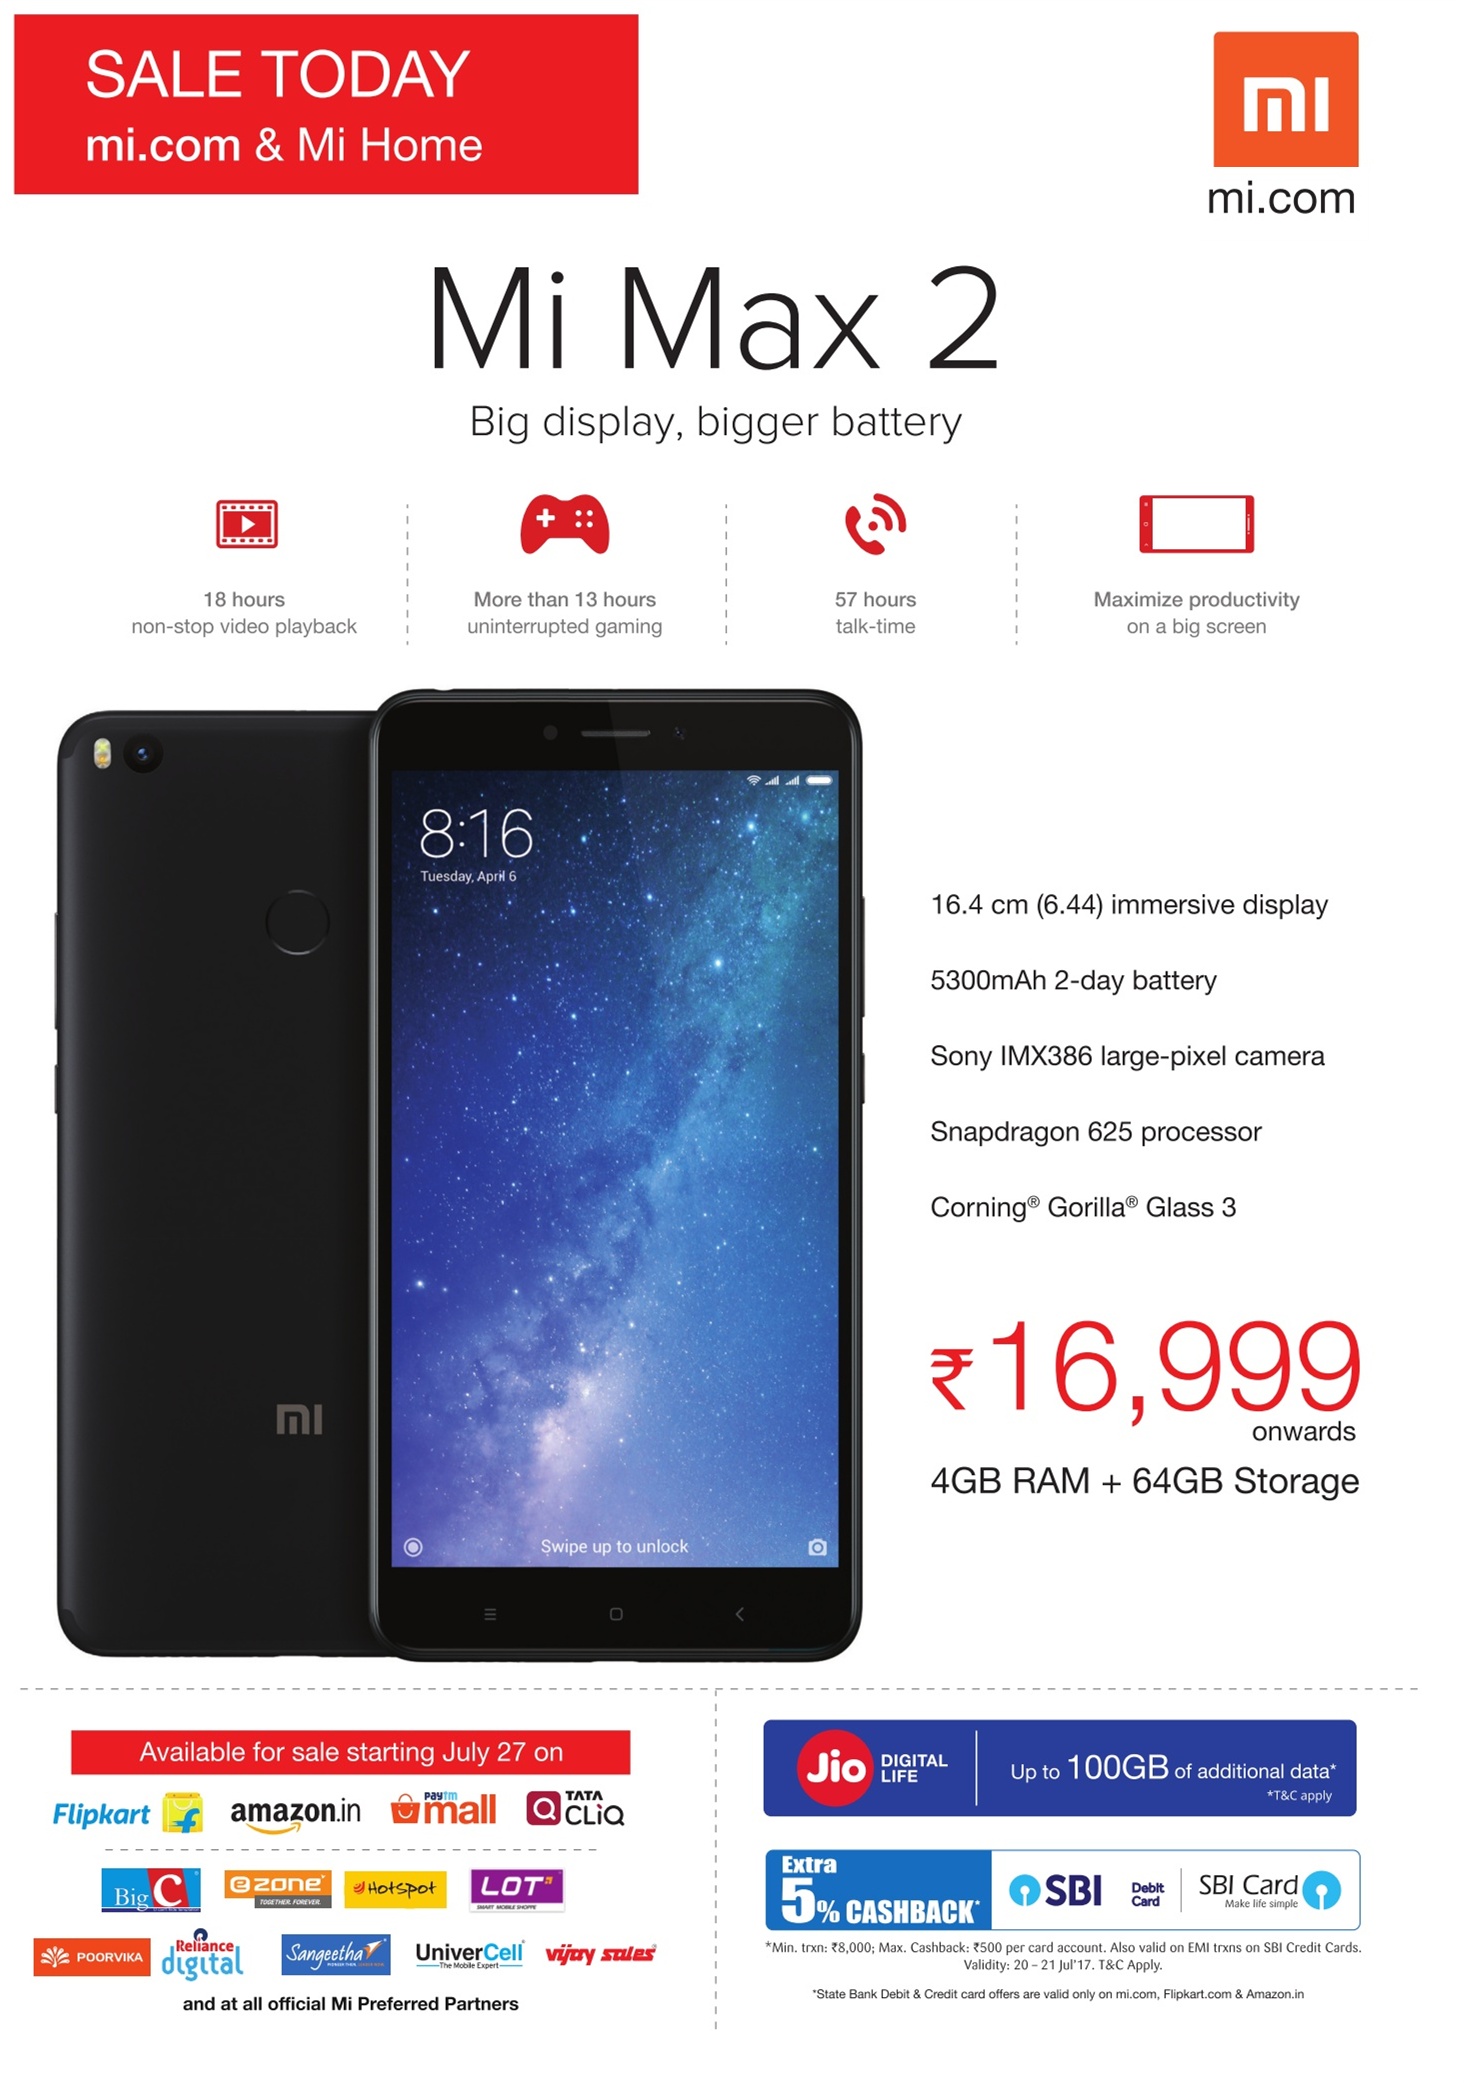 SALE TODAY
mi.com & Mi Home
mi
mi.com
Mi Max 2
Big display, bigger battery
18 hours
non-stop video playback
More than 13 hours
uninterrupted gaming
57 hours
talk-time
Maximize productivity
on a big screen
8:16
Tuesday, April 6
Swipe up to unlock
mi
16.4 cm (6.44) immersive display
5300mAh 2-day battery
Sony IMX386 large-pixel camera
Snapdragon 625 processor
Corning® Gorilla® Glass 3
₹16,999
onwards
4GB RAM + 64GB Storage
Available for sale starting July 27 on
Flipkart
amazon.in
paytm
mall
TATA
CLiQ
Big C
ezone
TOGETHER. FOREVER.
HotSpot
LOT
SMART MOBILE SHOPPE
POORVIKA
Reliance
digital
Sangeetha
UniverCell
The Mobile Expert
vijay sales
and at all official Mi Preferred Partners
Jio
DIGITAL
LIFE
Up to 100GB of additional data*
*T&C apply
Extra
5% CASHBACK*
SBI
Debit
Card
SBI Card
Make life simple
*Min. trxn: ₹8,000; Max. Cashback: ₹500 per card account. Also valid on EMI trxns on SBI Credit Cards.
Validity: 20 – 21 Jul'17. T&C Apply.
*State Bank Debit & Credit card offers are valid only on mi.com, Flipkart.com & Amazon.in